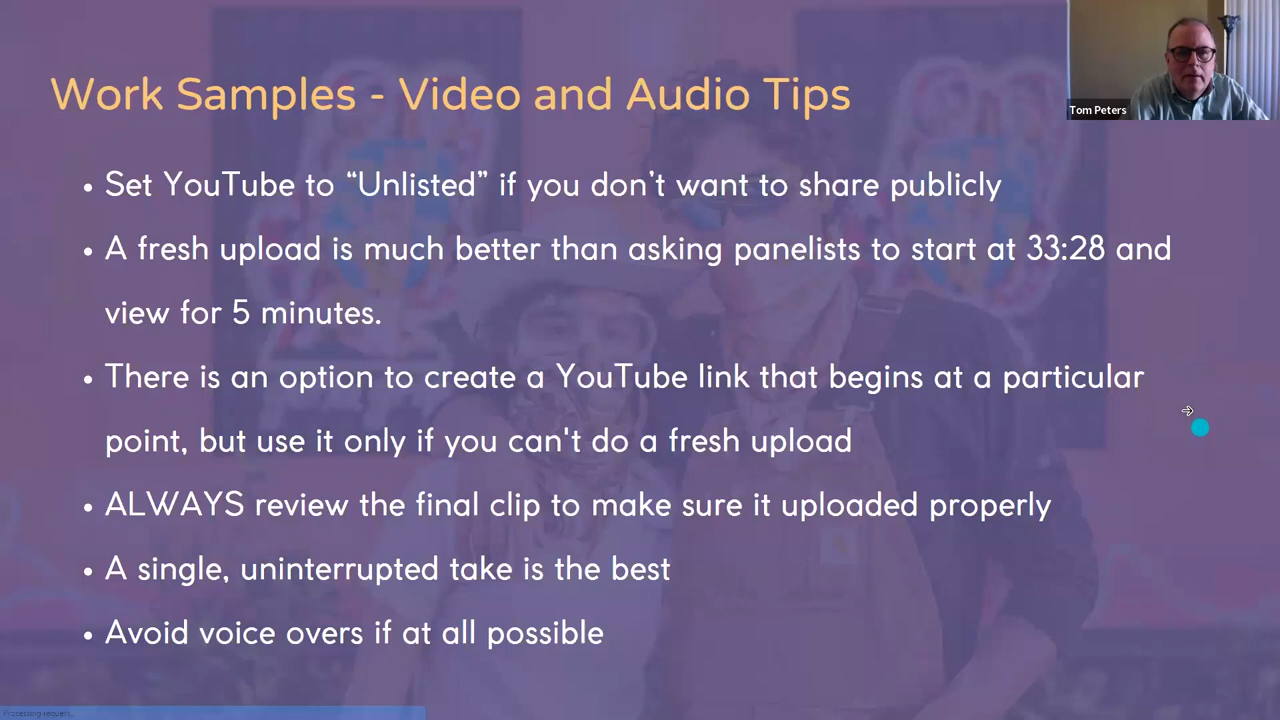 Work Samples - Video and Audio Tips
Tom Peters
• Set YouTube to “Unlisted” if you don’t want to share publicly
• A fresh upload is much better than asking panelists to start at 33:28 and
view for 5 minutes.
• There is an option to create a YouTube link that begins at a particular
point, but use it only if you can't do a fresh upload
• ALWAYS review the final clip to make sure it uploaded properly
• A single, uninterrupted take is the best
• Avoid voice overs if at all possible
Processing request...